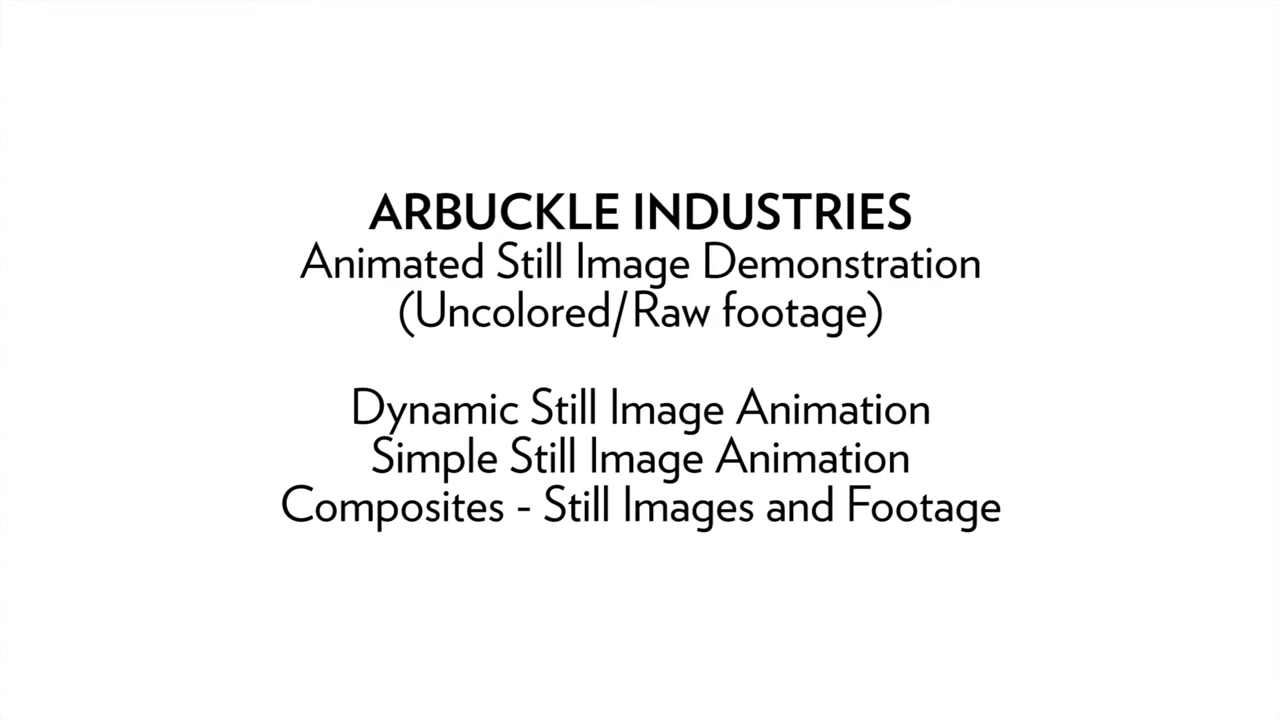 ARBUCKLE INDUSTRIES
Animated Still Image Demonstration
(Uncolored/Raw footage)
Dynamic Still Image Animation
Simple Still Image Animation
Composites - Still Images and Footage